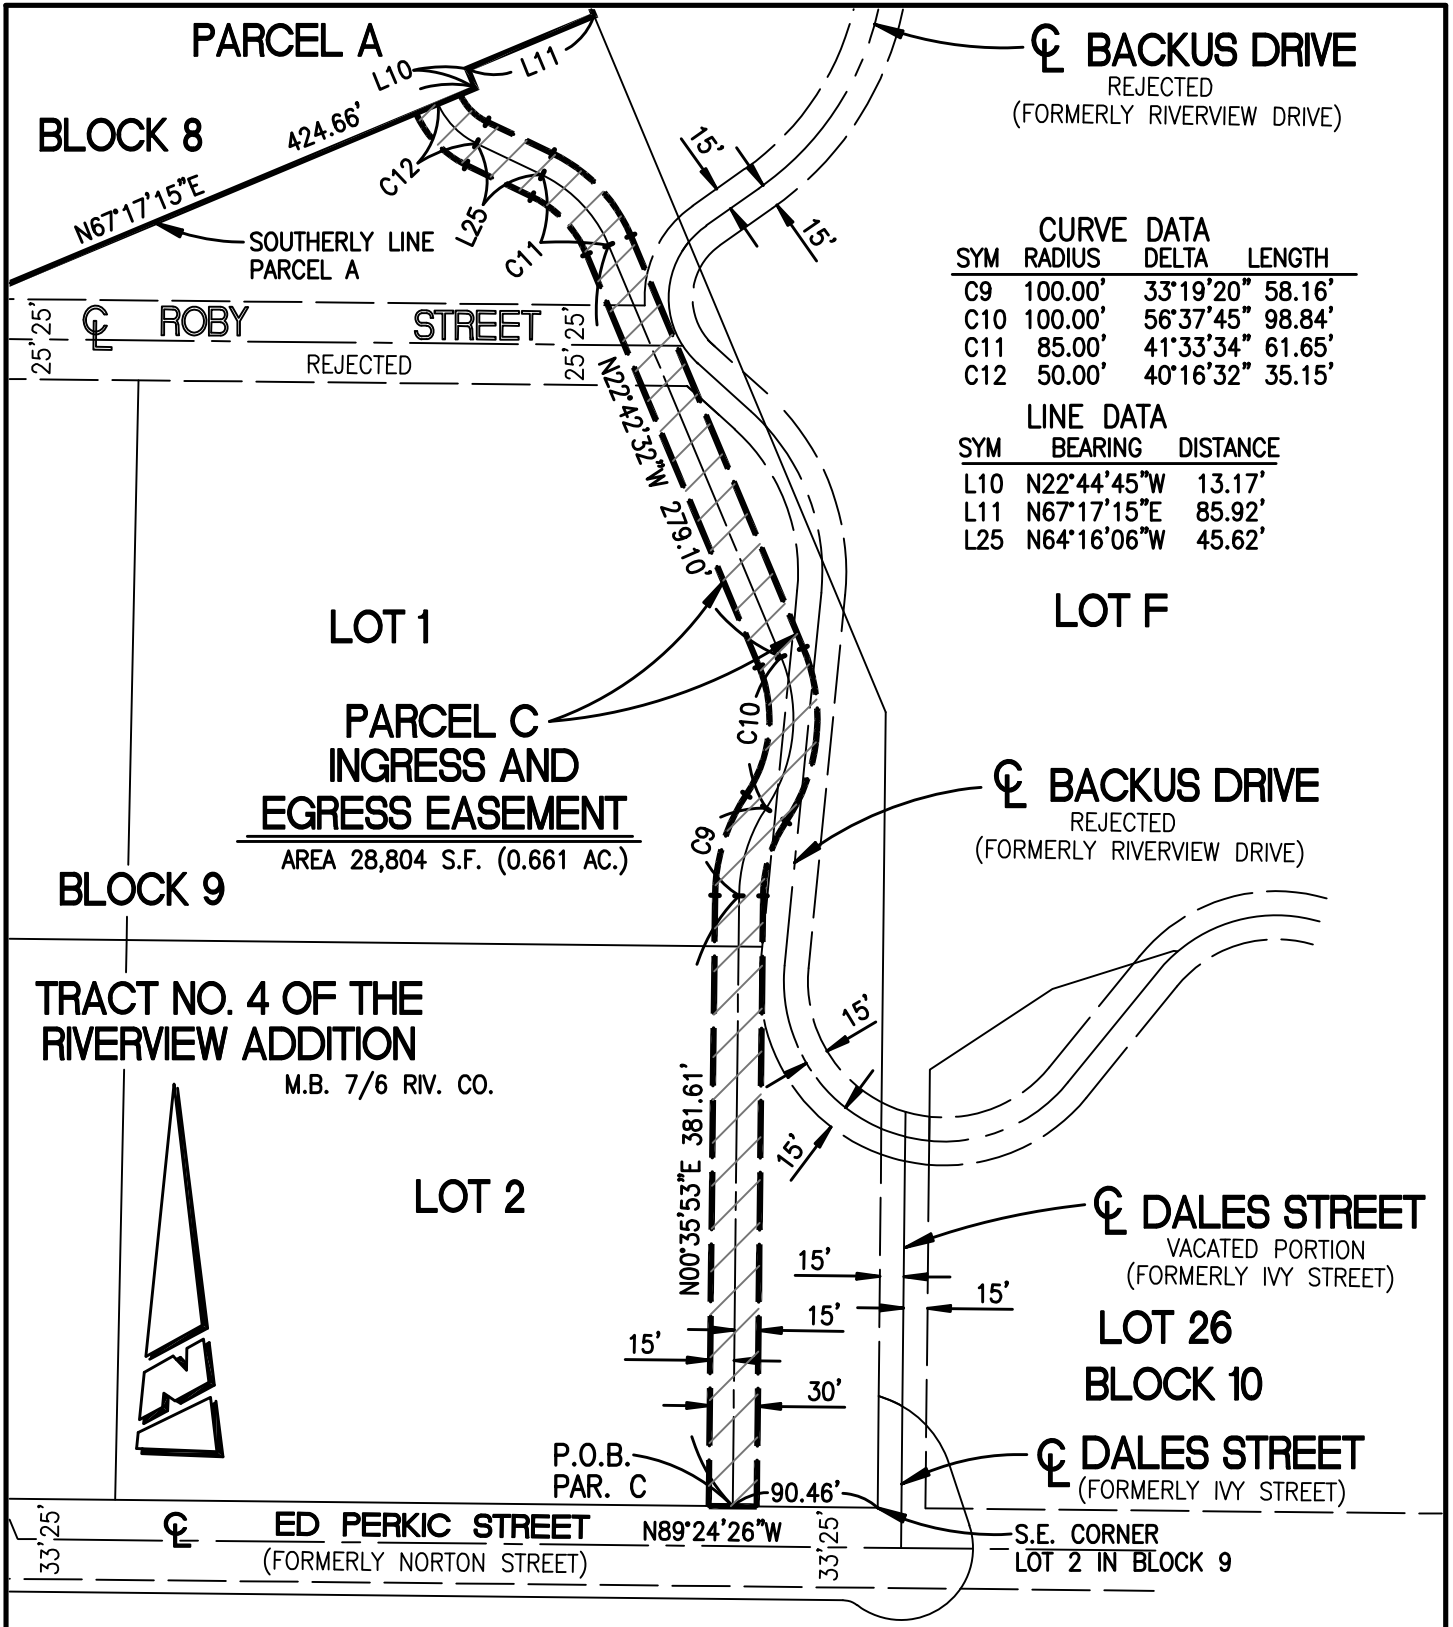 PARCEL A
L10
L11
℄ BACKUS DRIVE
REJECTED
(FORMERLY RIVERVIEW DRIVE)
BLOCK 8
424.66'
N67°17'15"E
C12
L25
C11
15'
15'
SOUTHERLY LINE
PARCEL A
CURVE DATA
SYM RADIUS DELTA LENGTH
C9 100.00' 33°19'20" 58.16'
C10 100.00' 56°37'45" 98.84'
C11 85.00' 41°33'34" 61.65'
C12 50.00' 40°16'32" 35.15'
LINE DATA
SYM BEARING DISTANCE
L10 N22°44'45"W 13.17'
L11 N67°17'15"E 85.92'
L25 N64°16'06"W 45.62'
25' 25'
℄ ROBY STREET
REJECTED
25' 25'
N22°42'32"W 279.10'
LOT 1
LOT F
PARCEL C
INGRESS AND
EGRESS EASEMENT
AREA 28,804 S.F. (0.661 AC.)
C10
C9
℄ BACKUS DRIVE
REJECTED
(FORMERLY RIVERVIEW DRIVE)
BLOCK 9
TRACT NO. 4 OF THE
RIVERVIEW ADDITION
M.B. 7/6 RIV. CO.
15'
15'
N00°35'53"E 381.61'
LOT 2
N
℄ DALES STREET
VACATED PORTION
(FORMERLY IVY STREET)
15'
15'
15'
15'
30'
LOT 26
BLOCK 10
P.O.B.
PAR. C
90.46'
℄ DALES STREET
(FORMERLY IVY STREET)
33' 25'
℄ ED PERKIC STREET
(FORMERLY NORTON STREET)
N89°24'26"W
33' 25'
S.E. CORNER
LOT 2 IN BLOCK 9